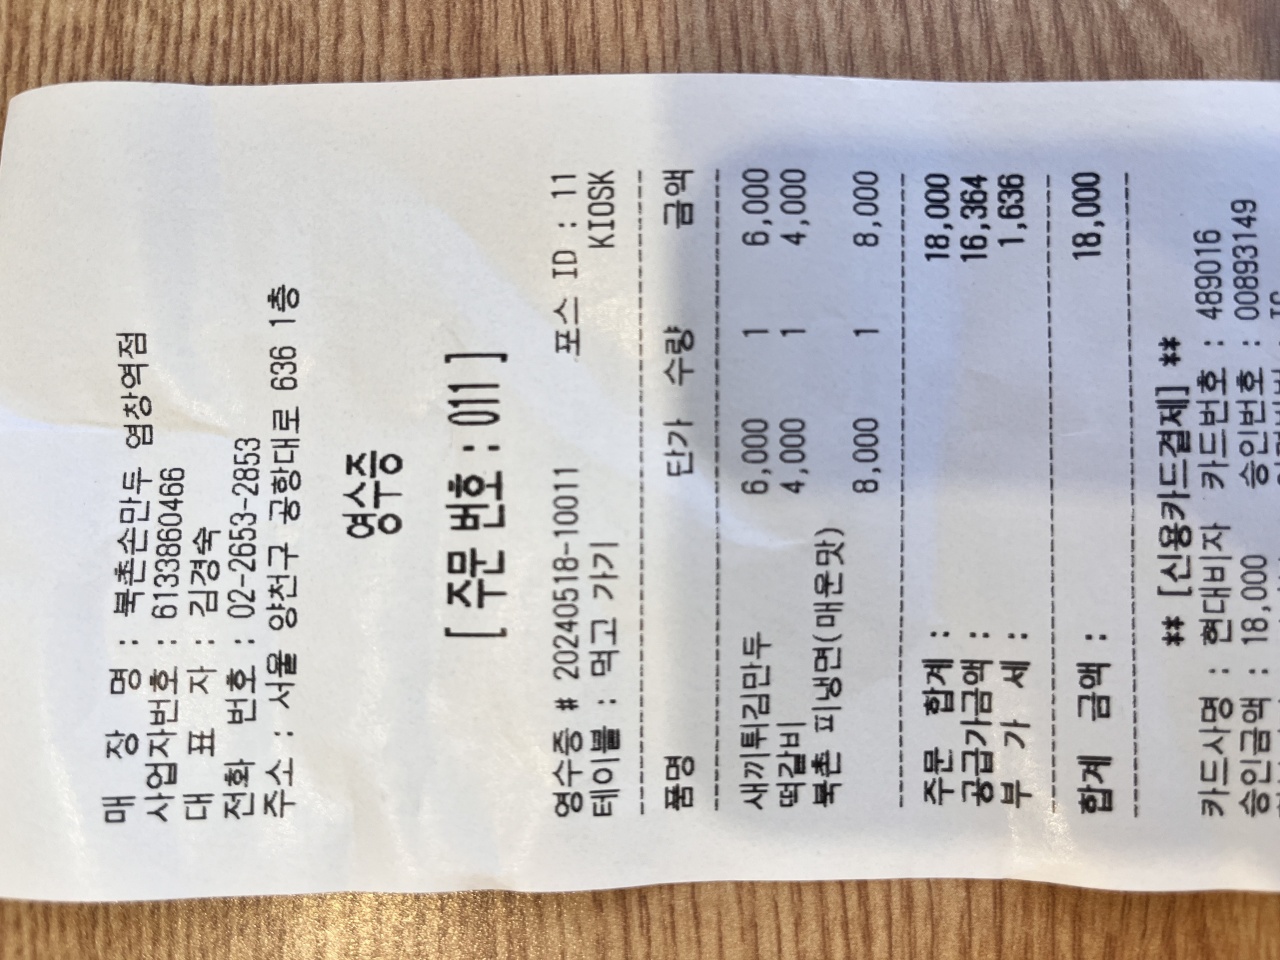 매 장 명 : 북촌손만두 염창역점
사업자번호 : 6133860466
대 표 자 : 김경숙
전화 번호 : 02-2653-2853
주소 : 서울 양천구 공항대로 636 1층
영수증
[ 주문 번호 : 011 ]
영수증 # 20240518-10011 포스 ID : 11
테이블 : 먹고 가기 KIOSK
품명 단가 수량 금액
새끼튀김만두 6,000 1 6,000
떡갈비 4,000 1 4,000
북촌 피냉면(매운맛)
8,000 1 8,000
주문 합계 : 18,000
공급가금액 : 16,364
부 가 세 : 1,636
합계 금액 : 18,000
** [신용카드결제] **
카드사명 : 현대비자 카드번호 : 489016
승인금액 : 18,000 승인번호 : 00893149